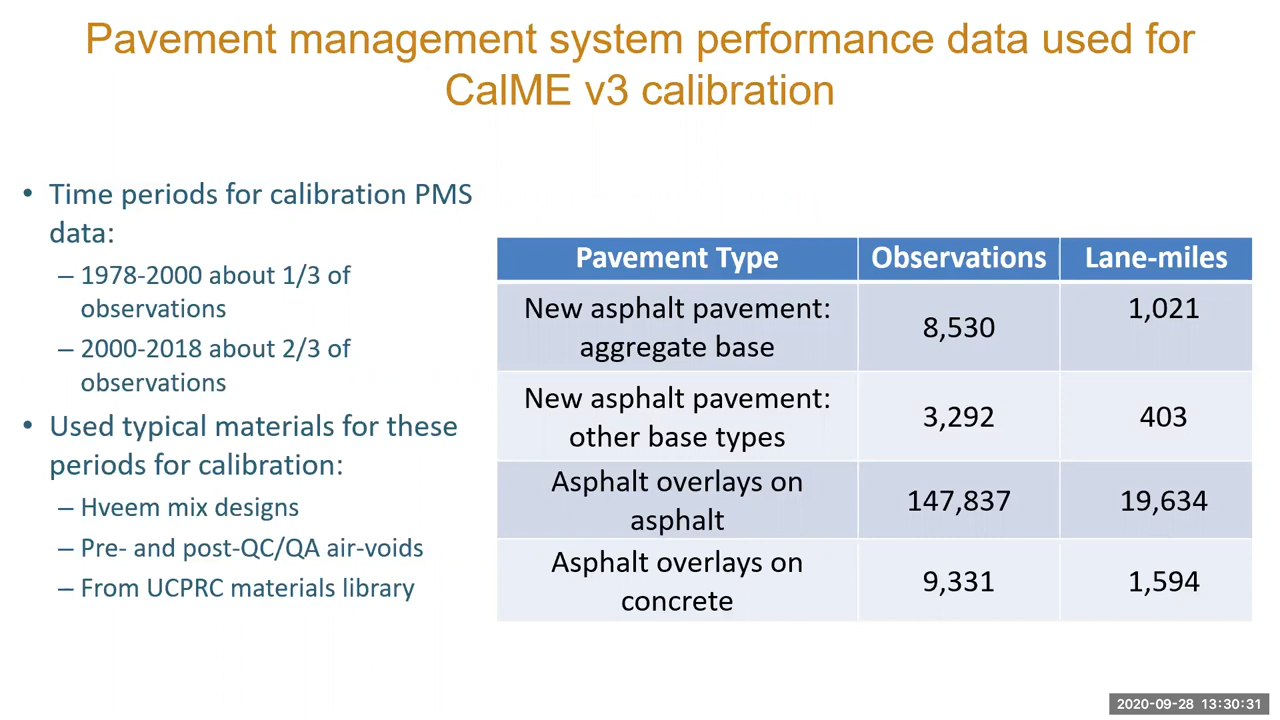 Pavement management system performance data used for
CalME v3 calibration
• Time periods for calibration PMS
data:
– 1978-2000 about 1/3 of
observations
– 2000-2018 about 2/3 of
observations
• Used typical materials for these
periods for calibration:
– Hveem mix designs
– Pre- and post-QC/QA air-voids
– From UCPRC materials library
Pavement Type Observations Lane-miles
New asphalt pavement:
aggregate base 8,530 1,021
New asphalt pavement:
other base types 3,292 403
Asphalt overlays on
asphalt 147,837 19,634
Asphalt overlays on
concrete 9,331 1,594
2020-09-28 13:30:31